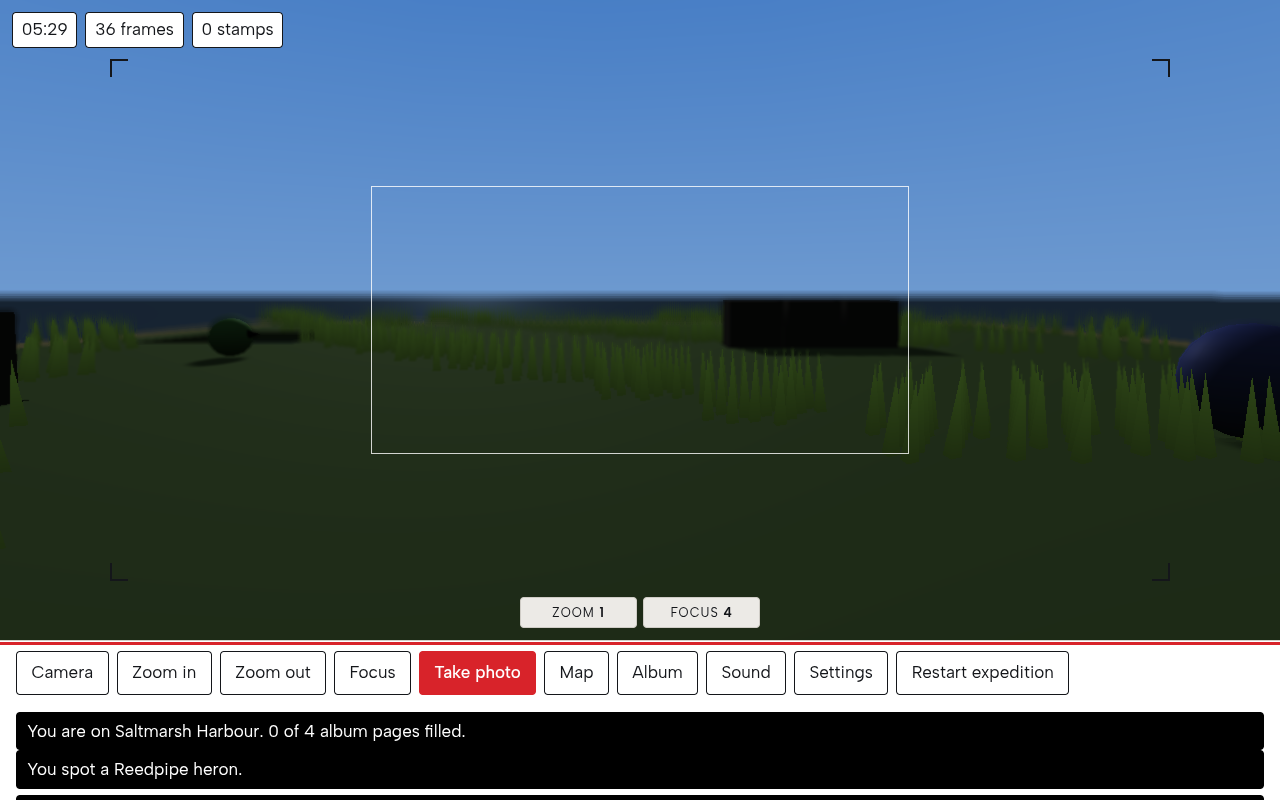 05:29 36 frames 0 stamps
ZOOM 1 FOCUS 4
Camera Zoom in Zoom out Focus Take photo Map Album Sound Settings Restart expedition
You are on Saltmarsh Harbour. 0 of 4 album pages filled.
You spot a Reedpipe heron.